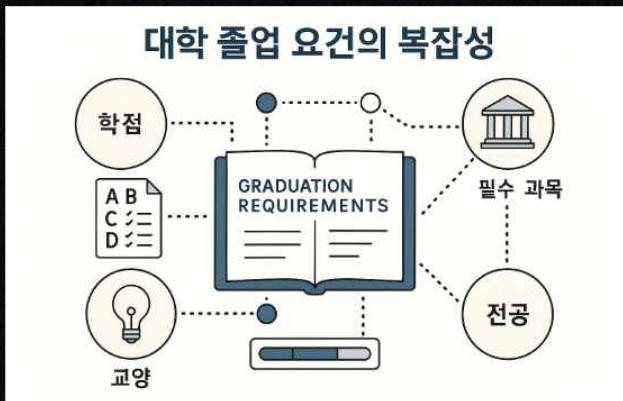 대학 졸업 요건의 복잡성
학점
필수 과목
GRADUATION
REQUIREMENTS
A B
C
D
교양
전공